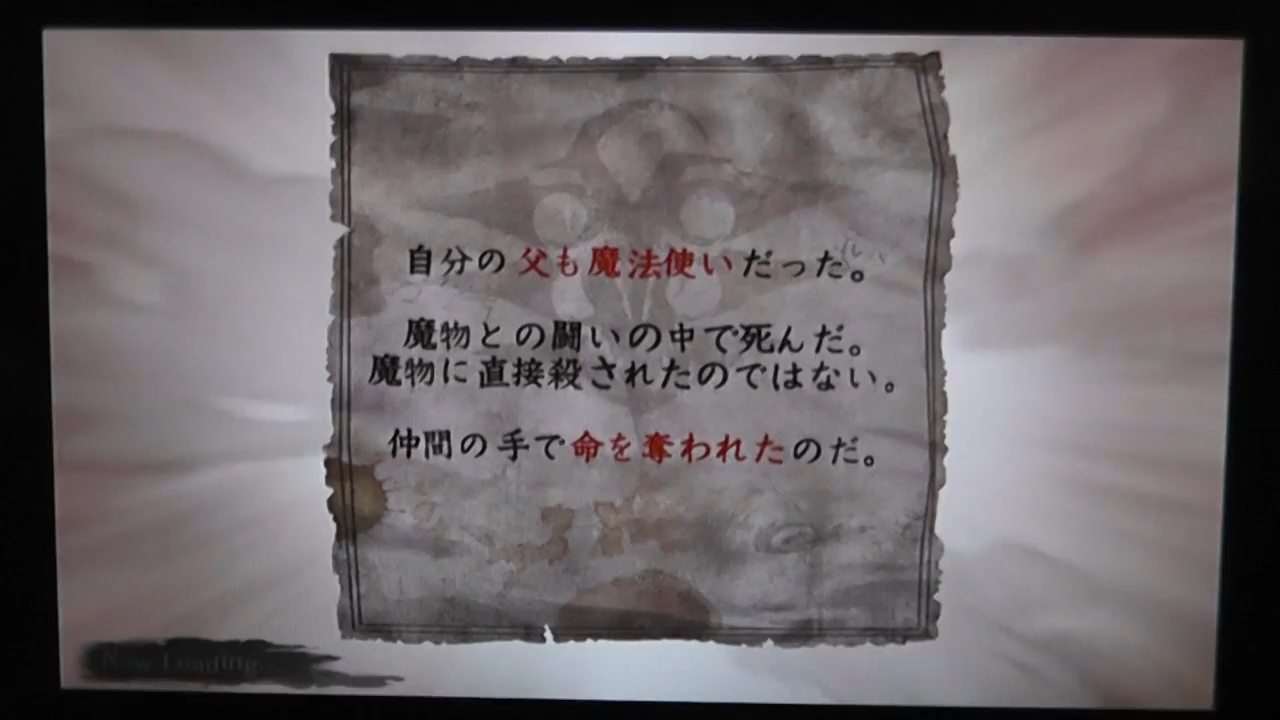 自分の父も魔法使いだった。
魔物との闘いの中で死んだ。
魔物に直接殺されたのではない。
仲間の手で命を奪われたのだ。
Now Loading...